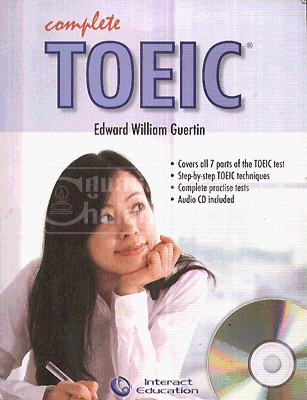 complete
TOEIC®
Edward William Guertin
• Covers all 7 parts of the TOEIC test
• Step-by-step TOEIC techniques
• Complete practise tests
• Audio CD included
Interact
Education